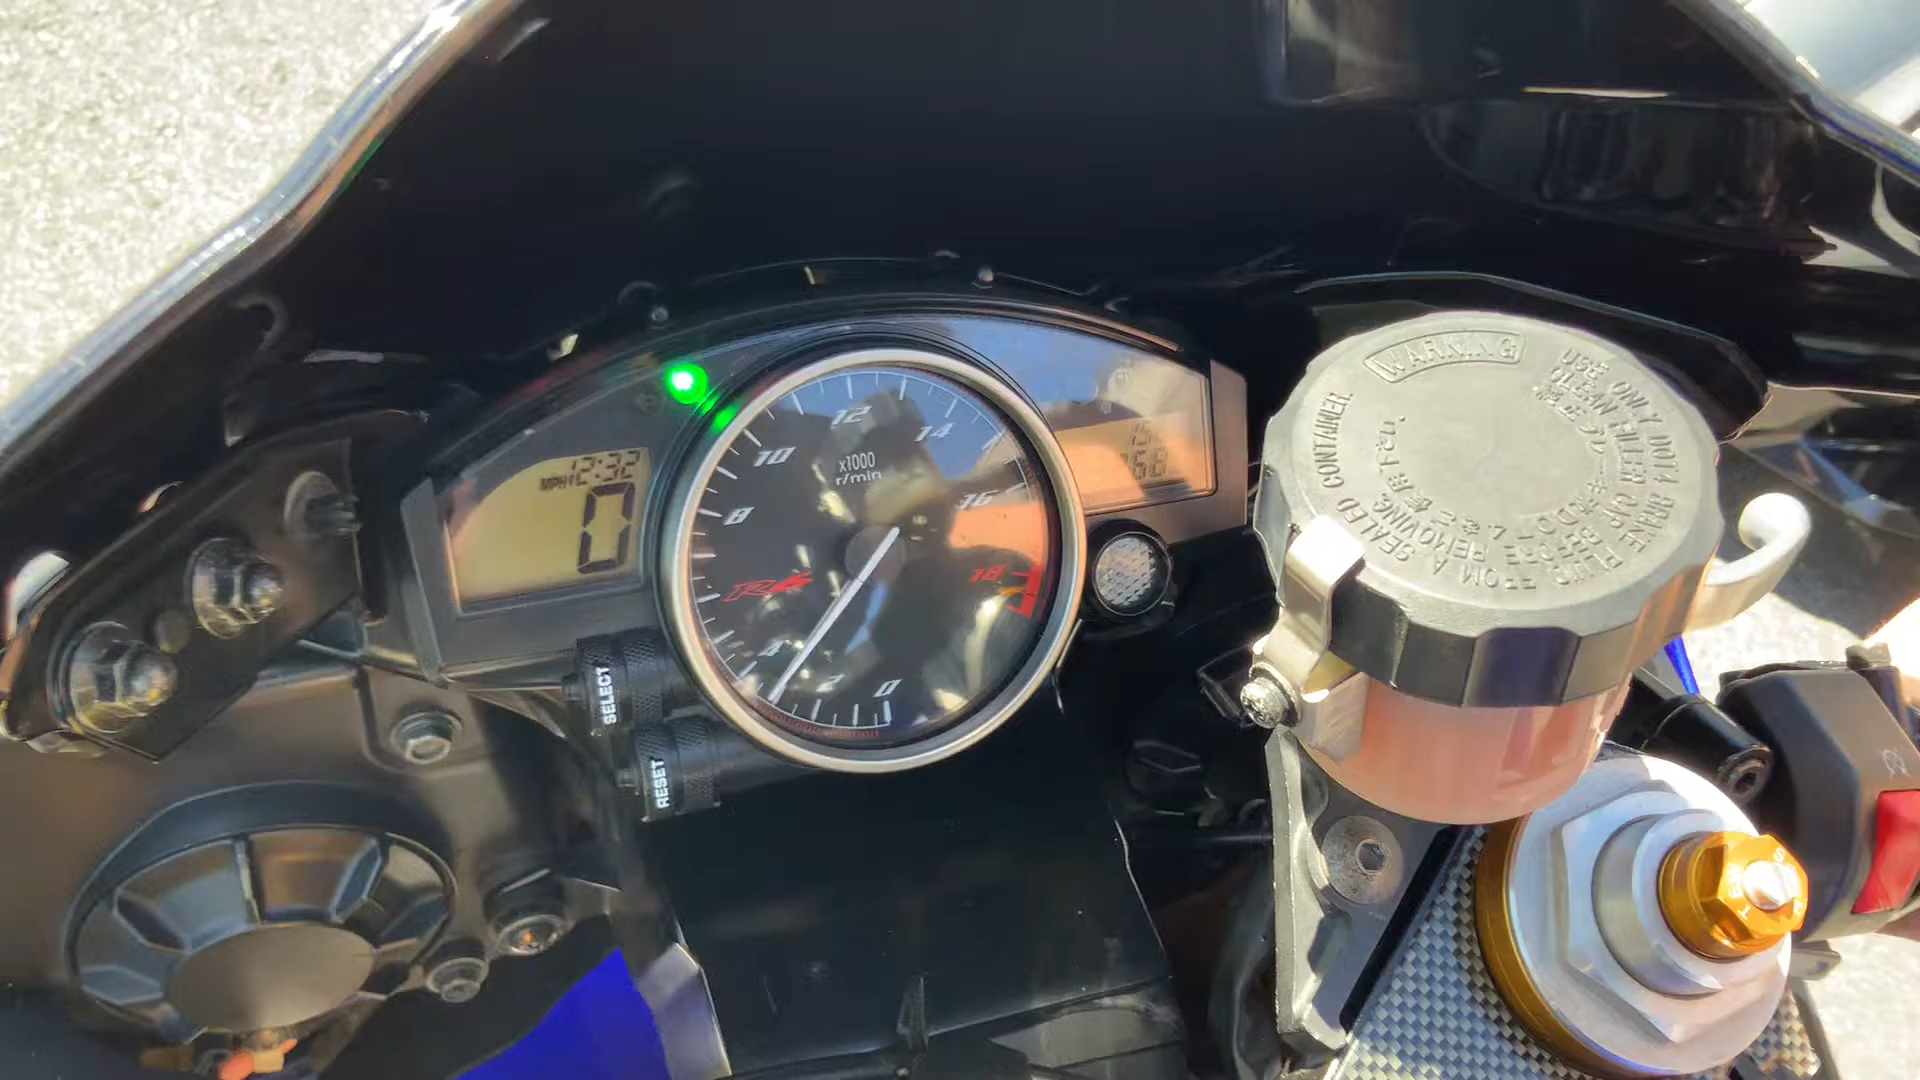 MPH 12:32
0
SELECT
RESET
0
2
4
8
10
12
14
16
18
x1000
r/min
R6
WARNING
USE ONLY DOT4 BRAKE FLUID FROM A SEALED CONTAINER
CLEAN FILLER CAP BEFORE REMOVING.